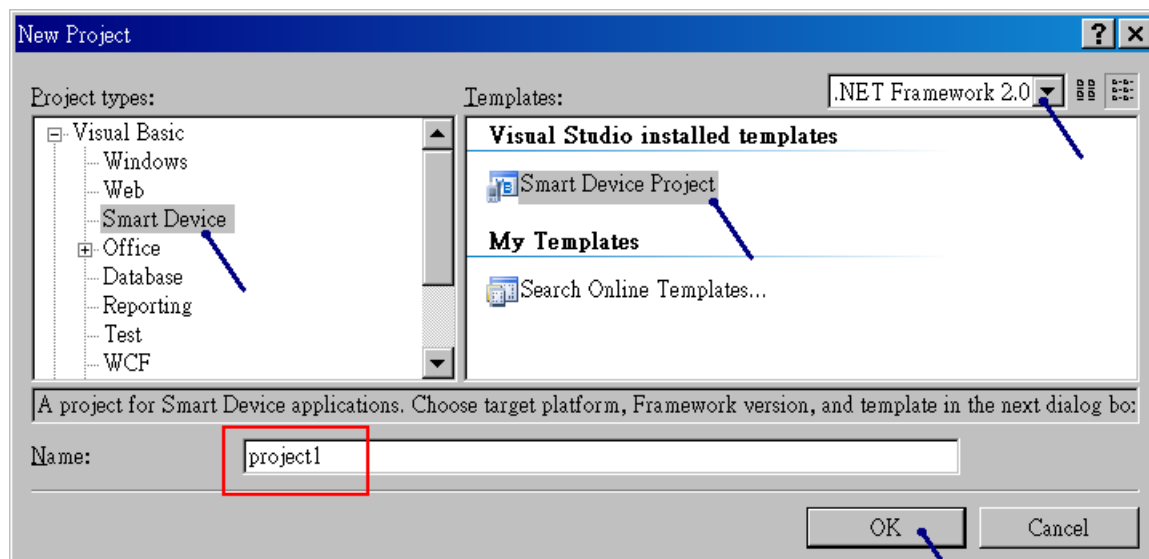 New Project
Project types:
Templates:
.NET Framework 2.0
Visual Basic
Windows
Web
Smart Device
Office
Database
Reporting
Test
WCF
Visual Studio installed templates
Smart Device Project
My Templates
Search Online Templates...
A project for Smart Device applications. Choose target platform, Framework version, and template in the next dialog bo
Name:
project1
OK
Cancel